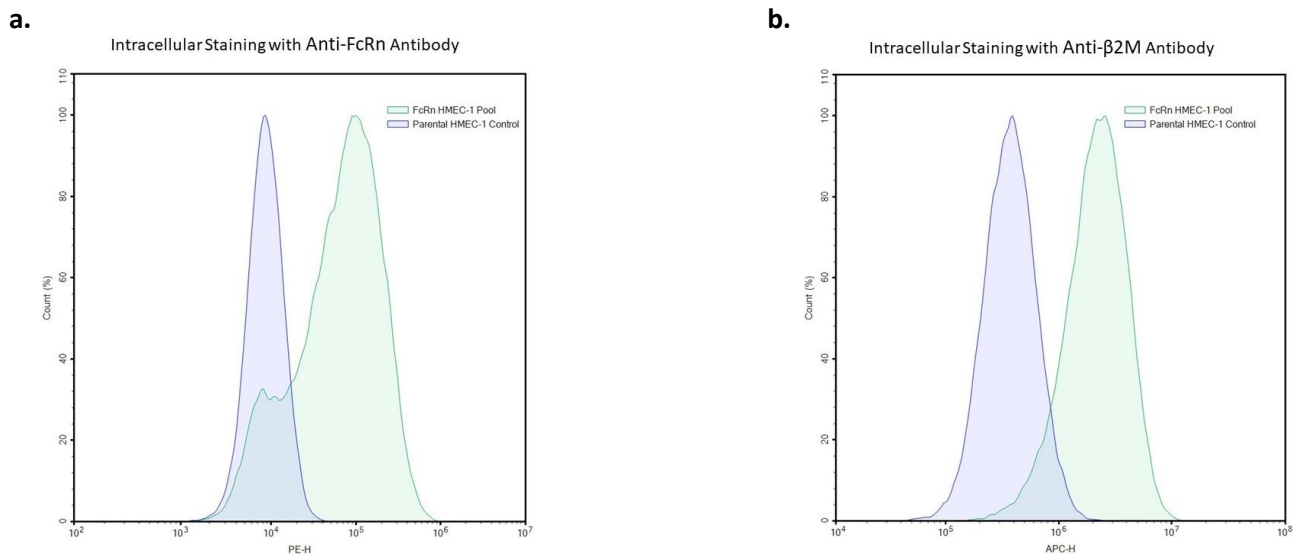 a.
Intracellular Staining with Anti-FcRn Antibody
FcRn HMEC-1 Pool
Parental HMEC-1 Control
Count (%)
110
100
80
60
40
20
0
10²
10³
10⁴
10⁵
10⁶
10⁷
PE-H
b.
Intracellular Staining with Anti-β2M Antibody
FcRn HMEC-1 Pool
Parental HMEC-1 Control
Count (%)
110
100
80
60
40
20
0
10⁴
10⁵
10⁶
10⁷
10⁸
APC-H